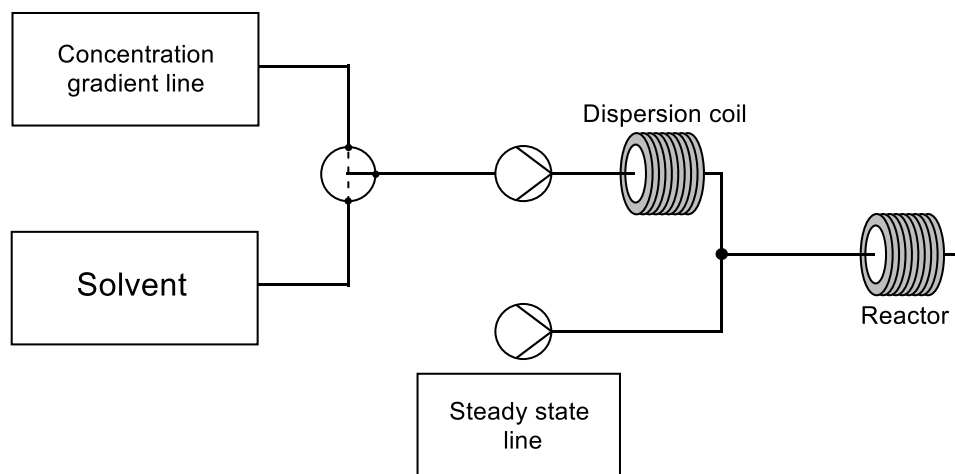 Concentration
gradient line
Dispersion coil
Solvent
Reactor
Steady state
line